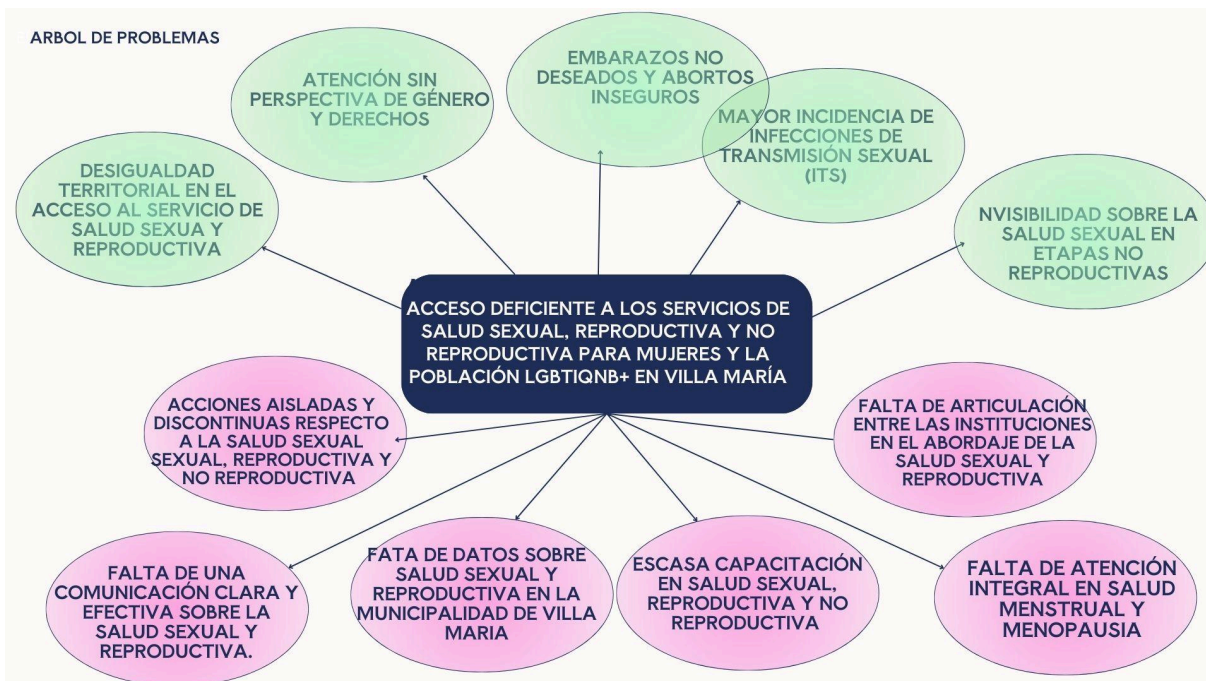 ARBOL DE PROBLEMAS
ATENCIÓN SIN
PERSPECTIVA DE GÉNERO
Y DERECHOS
EMBARAZOS NO
DESEADOS Y ABORTOS
INSEGUROS
MAYOR INCIDENCIA DE
INFECCIONES DE
TRANSMISIÓN SEXUAL
(ITS)
DESIGUALDAD
TERRITORIAL EN EL
ACCESO AL SERVICIO DE
SALUD SEXUA Y
REPRODUCTIVA
NVISIBILIDAD SOBRE LA
SALUD SEXUAL EN
ETAPAS NO
REPRODUCTIVAS
ACCESO DEFICIENTE A LOS SERVICIOS DE
SALUD SEXUAL, REPRODUCTIVA Y NO
REPRODUCTIVA PARA MUJERES Y LA
POBLACIÓN LGBTIQNB+ EN VILLA MARÍA
ACCIONES AISLADAS Y
DISCONTINUAS RESPECTO
A LA SALUD SEXUAL
SEXUAL, REPRODUCTIVA Y
NO REPRODUCTIVA
FALTA DE ARTICULACIÓN
ENTRE LAS INSTITUCIONES
EN EL ABORDAJE DE LA
SALUD SEXUAL Y
REPRODUCTIVA
FALTA DE UNA
COMUNICACIÓN CLARA Y
EFECTIVA SOBRE LA
SALUD SEXUAL Y
REPRODUCTIVA.
FATA DE DATOS SOBRE
SALUD SEXUAL Y
REPRODUCTIVA EN LA
MUNICIPALIDAD DE VILLA
MARIA
ESCASA CAPACITACIÓN
EN SALUD SEXUAL,
REPRODUCTIVA Y NO
REPRODUCTIVA
FALTA DE ATENCIÓN
INTEGRAL EN SALUD
MENSTRUAL Y
MENOPAUSIA